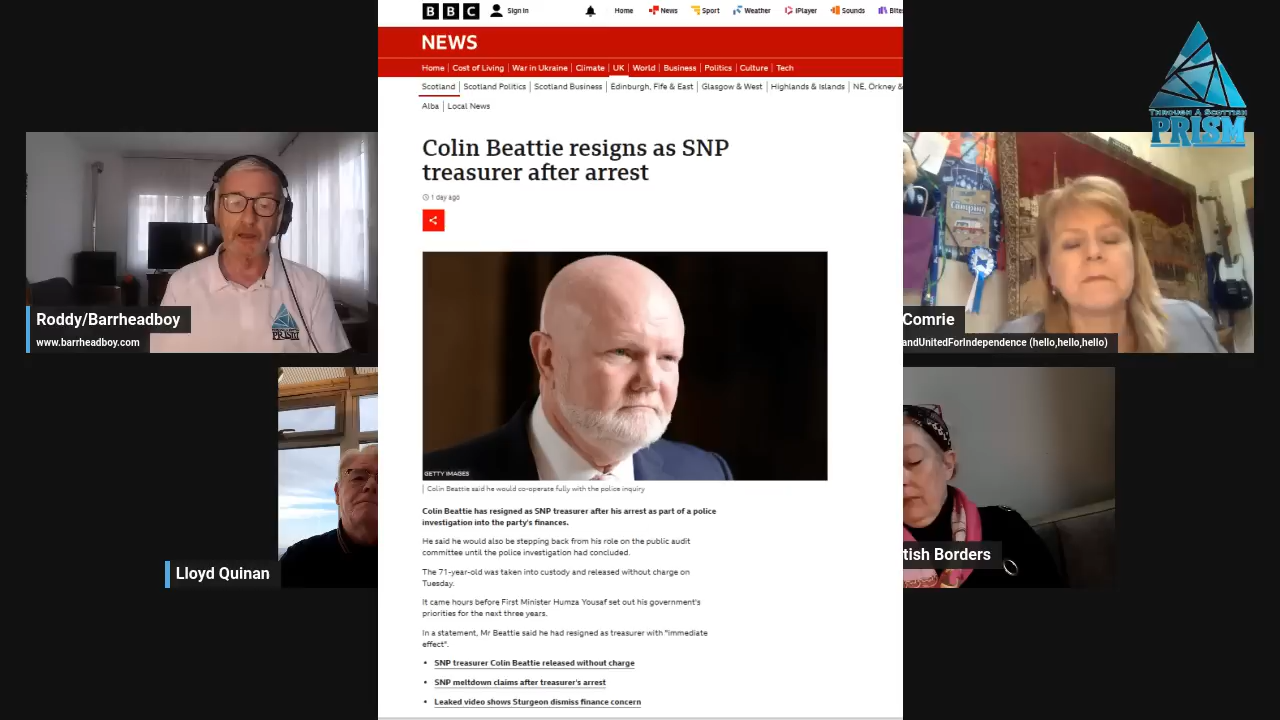 BBC
Sign in
Home
News
Sport
Weather
iPlayer
Sounds
NEWS
Home
Cost of Living
War in Ukraine
Climate
UK
World
Business
Politics
Culture
Tech
Scotland
Scotland Politics
Scotland Business
Edinburgh, Fife & East
Glasgow & West
Highlands & Islands
NE, Orkney &
Alba
Local News
THROUGH A SCOTTISH
PRISM
Colin Beattie resigns as SNP
treasurer after arrest
1 day ago
Camping
PRISM
Roddy/Barrheadboy
www.barrheadboy.com
Comrie
andUnitedForIndependence (hello,hello,hello)
GETTY IMAGES
Colin Beattie said he would co-operate fully with the police inquiry
Colin Beattie has resigned as SNP treasurer after his arrest as part of a police
investigation into the party's finances.
He said he would also be stepping back from his role on the public audit
committee until the police investigation had concluded.
The 71-year-old was taken into custody and released without charge on
Tuesday.
It came hours before First Minister Humza Yousaf set out his government's
priorities for the next three years.
In a statement, Mr Beattie said he had resigned as treasurer with "immediate
effect".
• SNP treasurer Colin Beattie released without charge
• SNP meltdown claims after treasurer's arrest
• Leaked video shows Sturgeon dismiss finance concern
Lloyd Quinan
tish Borders